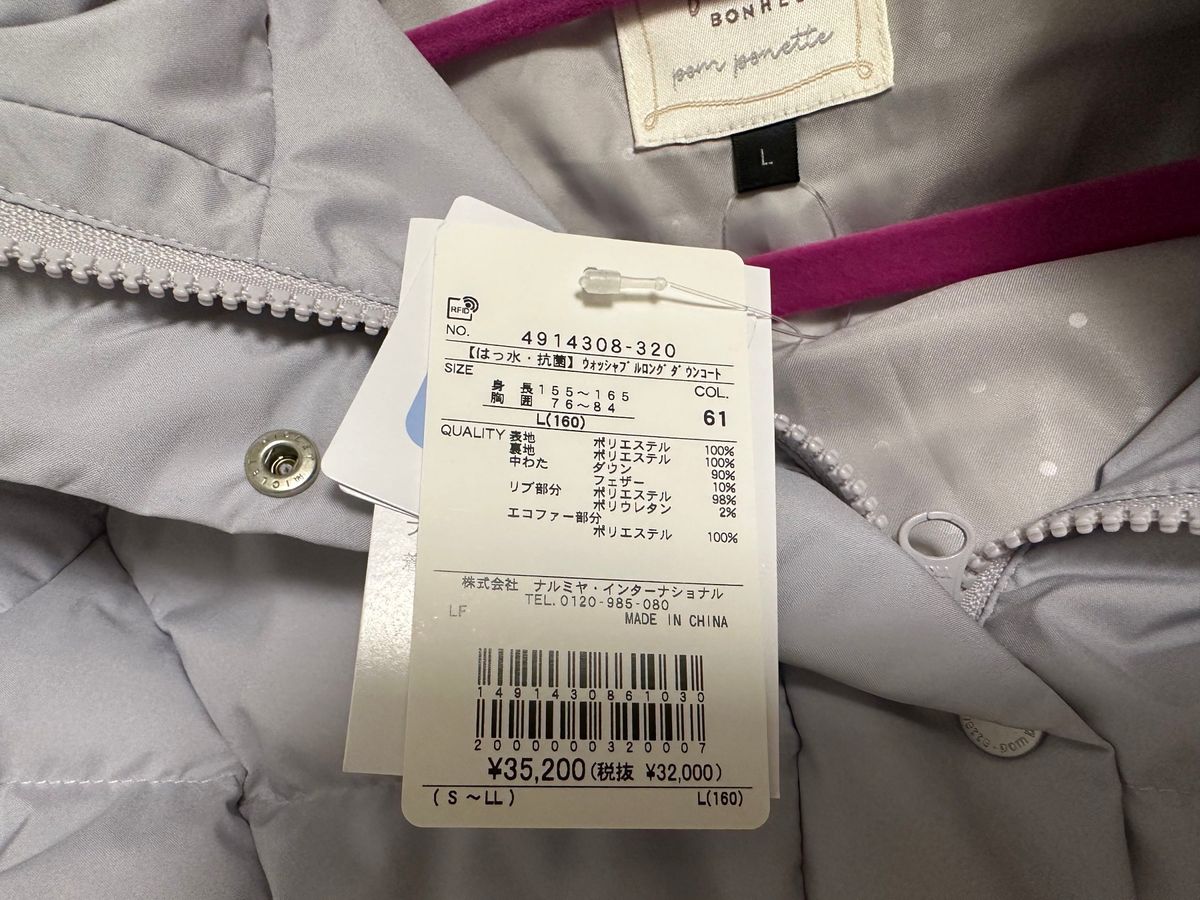 BONHEU
pom ponette
L
RFID
NO. 4914308-320
【はっ水・抗菌】ウォッシャブルロングダウンコート
SIZE
COL.
身長 155～165
胸囲 76～84
61
L(160)
QUALITY 表地 ポリエステル 100%
裏地 ポリエステル 100%
中わた ダウン 90%
フェザー 10%
リブ部分 ポリエステル 98%
ポリウレタン 2%
エコファー部分
ポリエステル 100%
株式会社 ナルミヤ・インターナショナル
TEL.0120-985-080
LF
MADE IN CHINA
1491430861030
2000000320007
¥35,200(税抜 ¥32,000)
(S ～LL)
L(160)